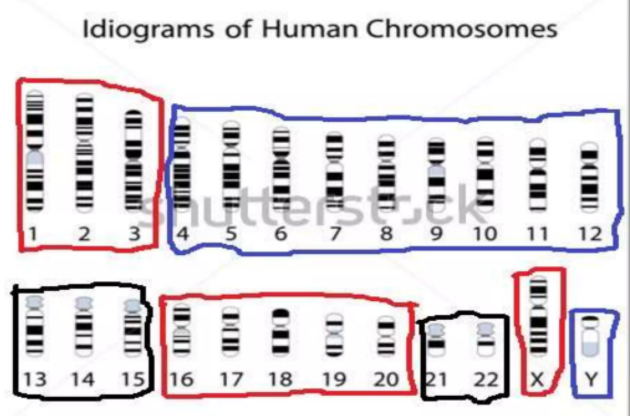 Idiograms of Human Chromosomes
1 2 3 4 5 6 7 8 9 10 11 12
shutterstock
13 14 15 16 17 18 19 20 21 22 X Y